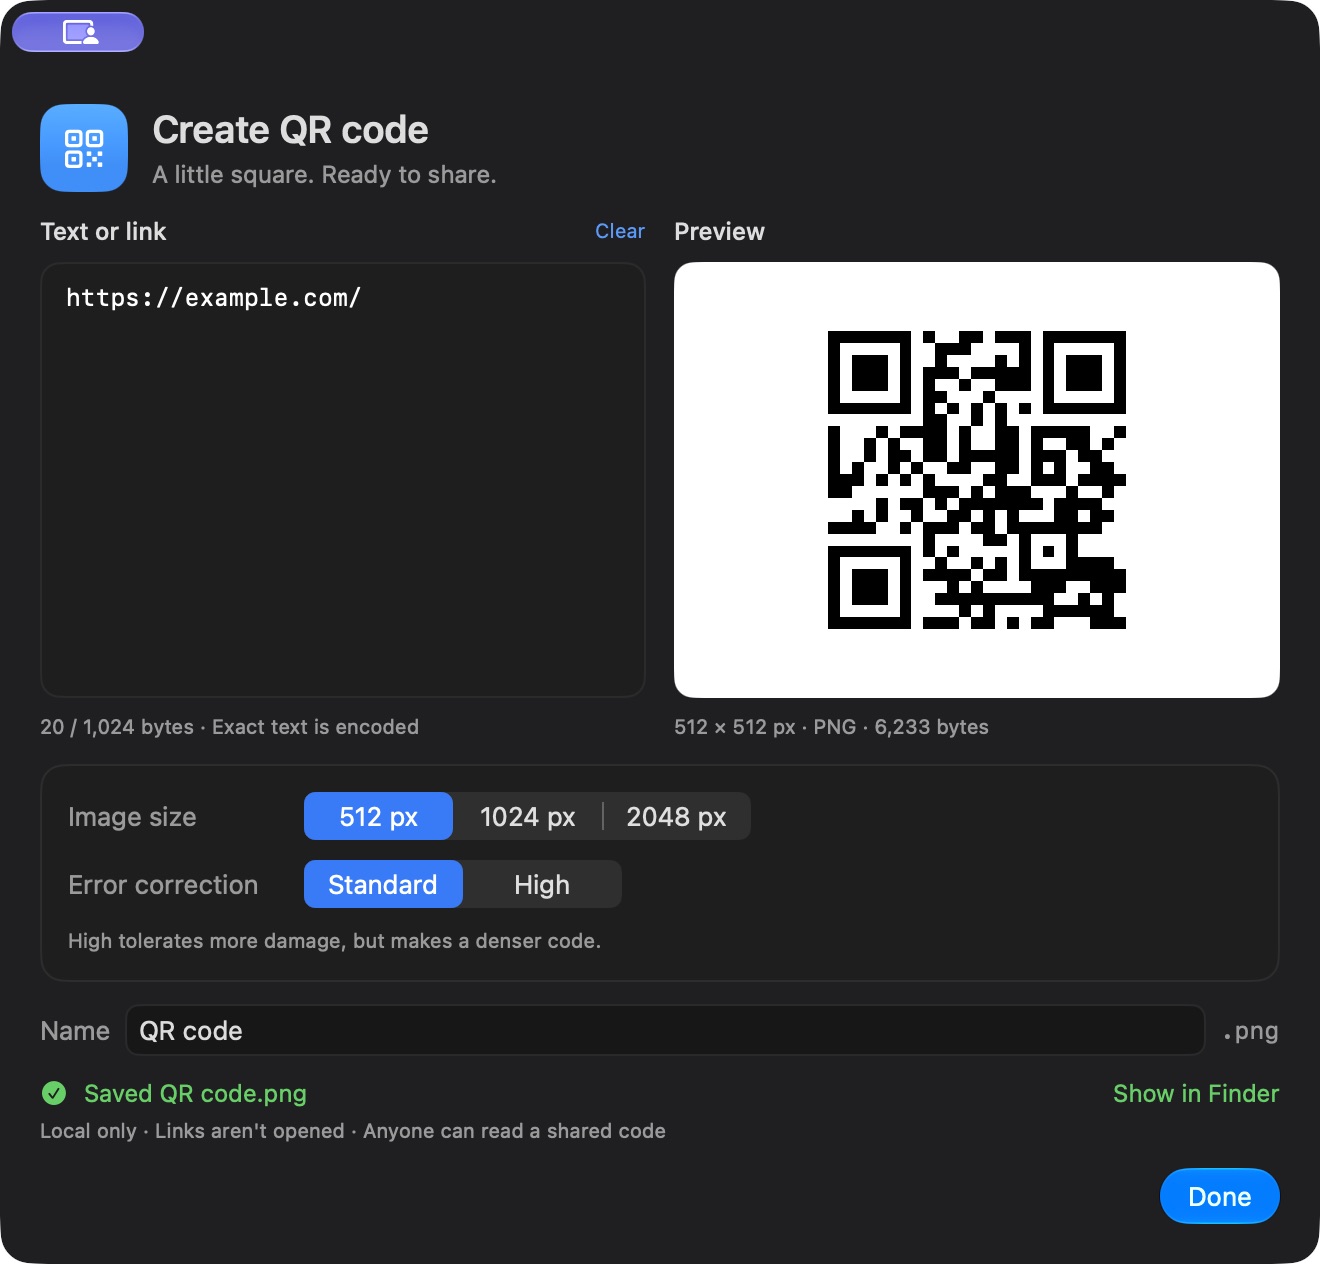 Create QR code
A little square. Ready to share.
Text or link
Clear
Preview
https://example.com/
20 / 1,024 bytes · Exact text is encoded
512 × 512 px · PNG · 6,233 bytes
Image size
512 px
1024 px
2048 px
Error correction
Standard
High
High tolerates more damage, but makes a denser code.
Name
QR code
.png
Saved QR code.png
Show in Finder
Local only · Links aren't opened · Anyone can read a shared code
Done